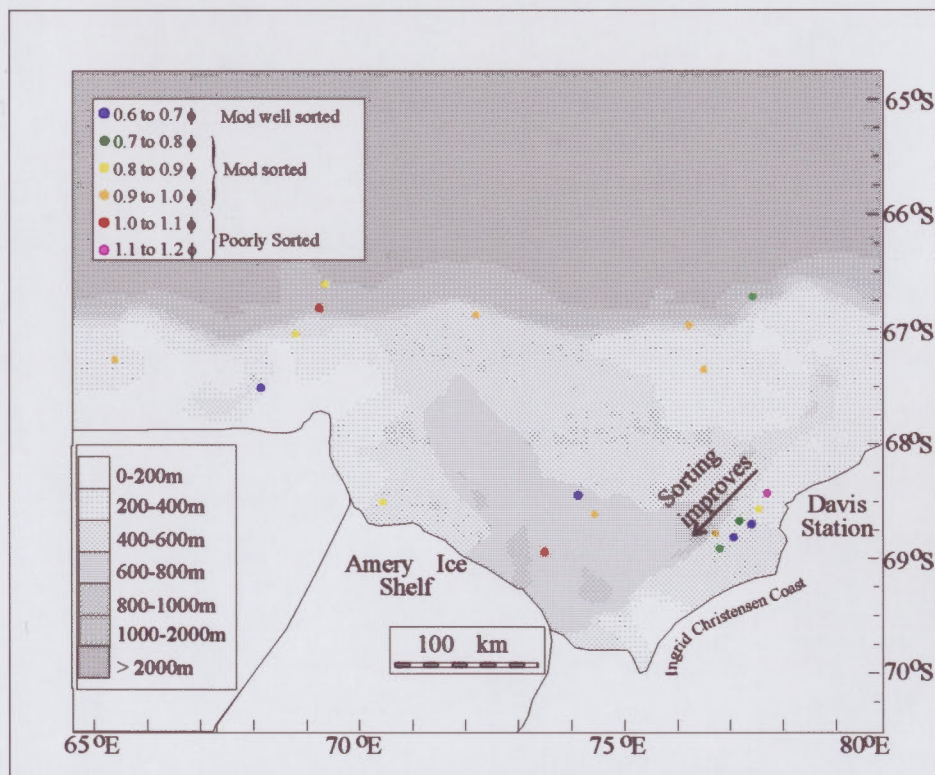 0.6 to 0.7 ϕ Mod well sorted
0.7 to 0.8 ϕ
0.8 to 0.9 ϕ
Mod sorted
0.9 to 1.0 ϕ
1.0 to 1.1 ϕ
Poorly Sorted
1.1 to 1.2 ϕ
65°S
66°S
67°S
68°S
69°S
70°S
Sorting
improves
Davis
Station
Amery Ice
Shelf
Ingrid Christensen Coast
0-200m
200-400m
400-600m
600-800m
800-1000m
1000-2000m
> 2000m
100 km
65°E
70°E
75°E
80°E